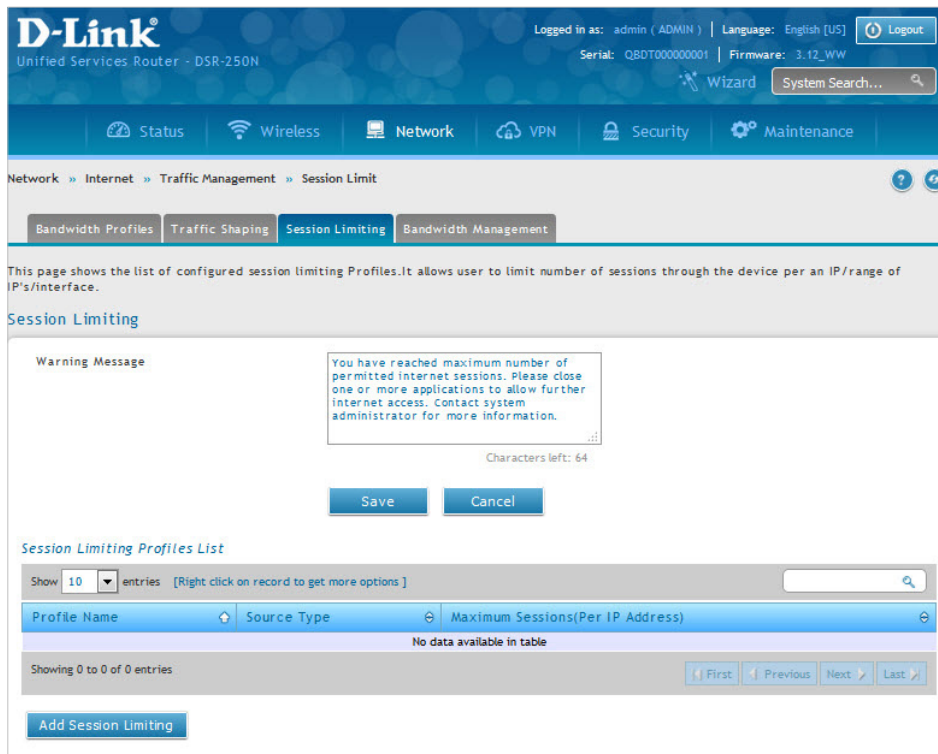 D-Link®
Unified Services Router - DSR-250N
Logged in as: admin ( ADMIN ) | Language: English [US]
Logout
Serial: QBDT000000001 | Firmware: 3.12_WW
Wizard
System Search...
Status
Wireless
Network
VPN
Security
Maintenance
Network » Internet » Traffic Management » Session Limit
?
Bandwidth Profiles
Traffic Shaping
Session Limiting
Bandwidth Management
This page shows the list of configured session limiting Profiles.It allows user to limit number of sessions through the device per an IP/range of
IP's/interface.
Session Limiting
Warning Message
You have reached maximum number of
permitted internet sessions. Please close
one or more applications to allow further
internet access. Contact system
administrator for more information.
Characters left: 64
Save
Cancel
Session Limiting Profiles List
Show 10 entries [Right click on record to get more options ]
Profile Name
Source Type
Maximum Sessions(Per IP Address)
No data available in table
Showing 0 to 0 of 0 entries
First
Previous
Next
Last
Add Session Limiting